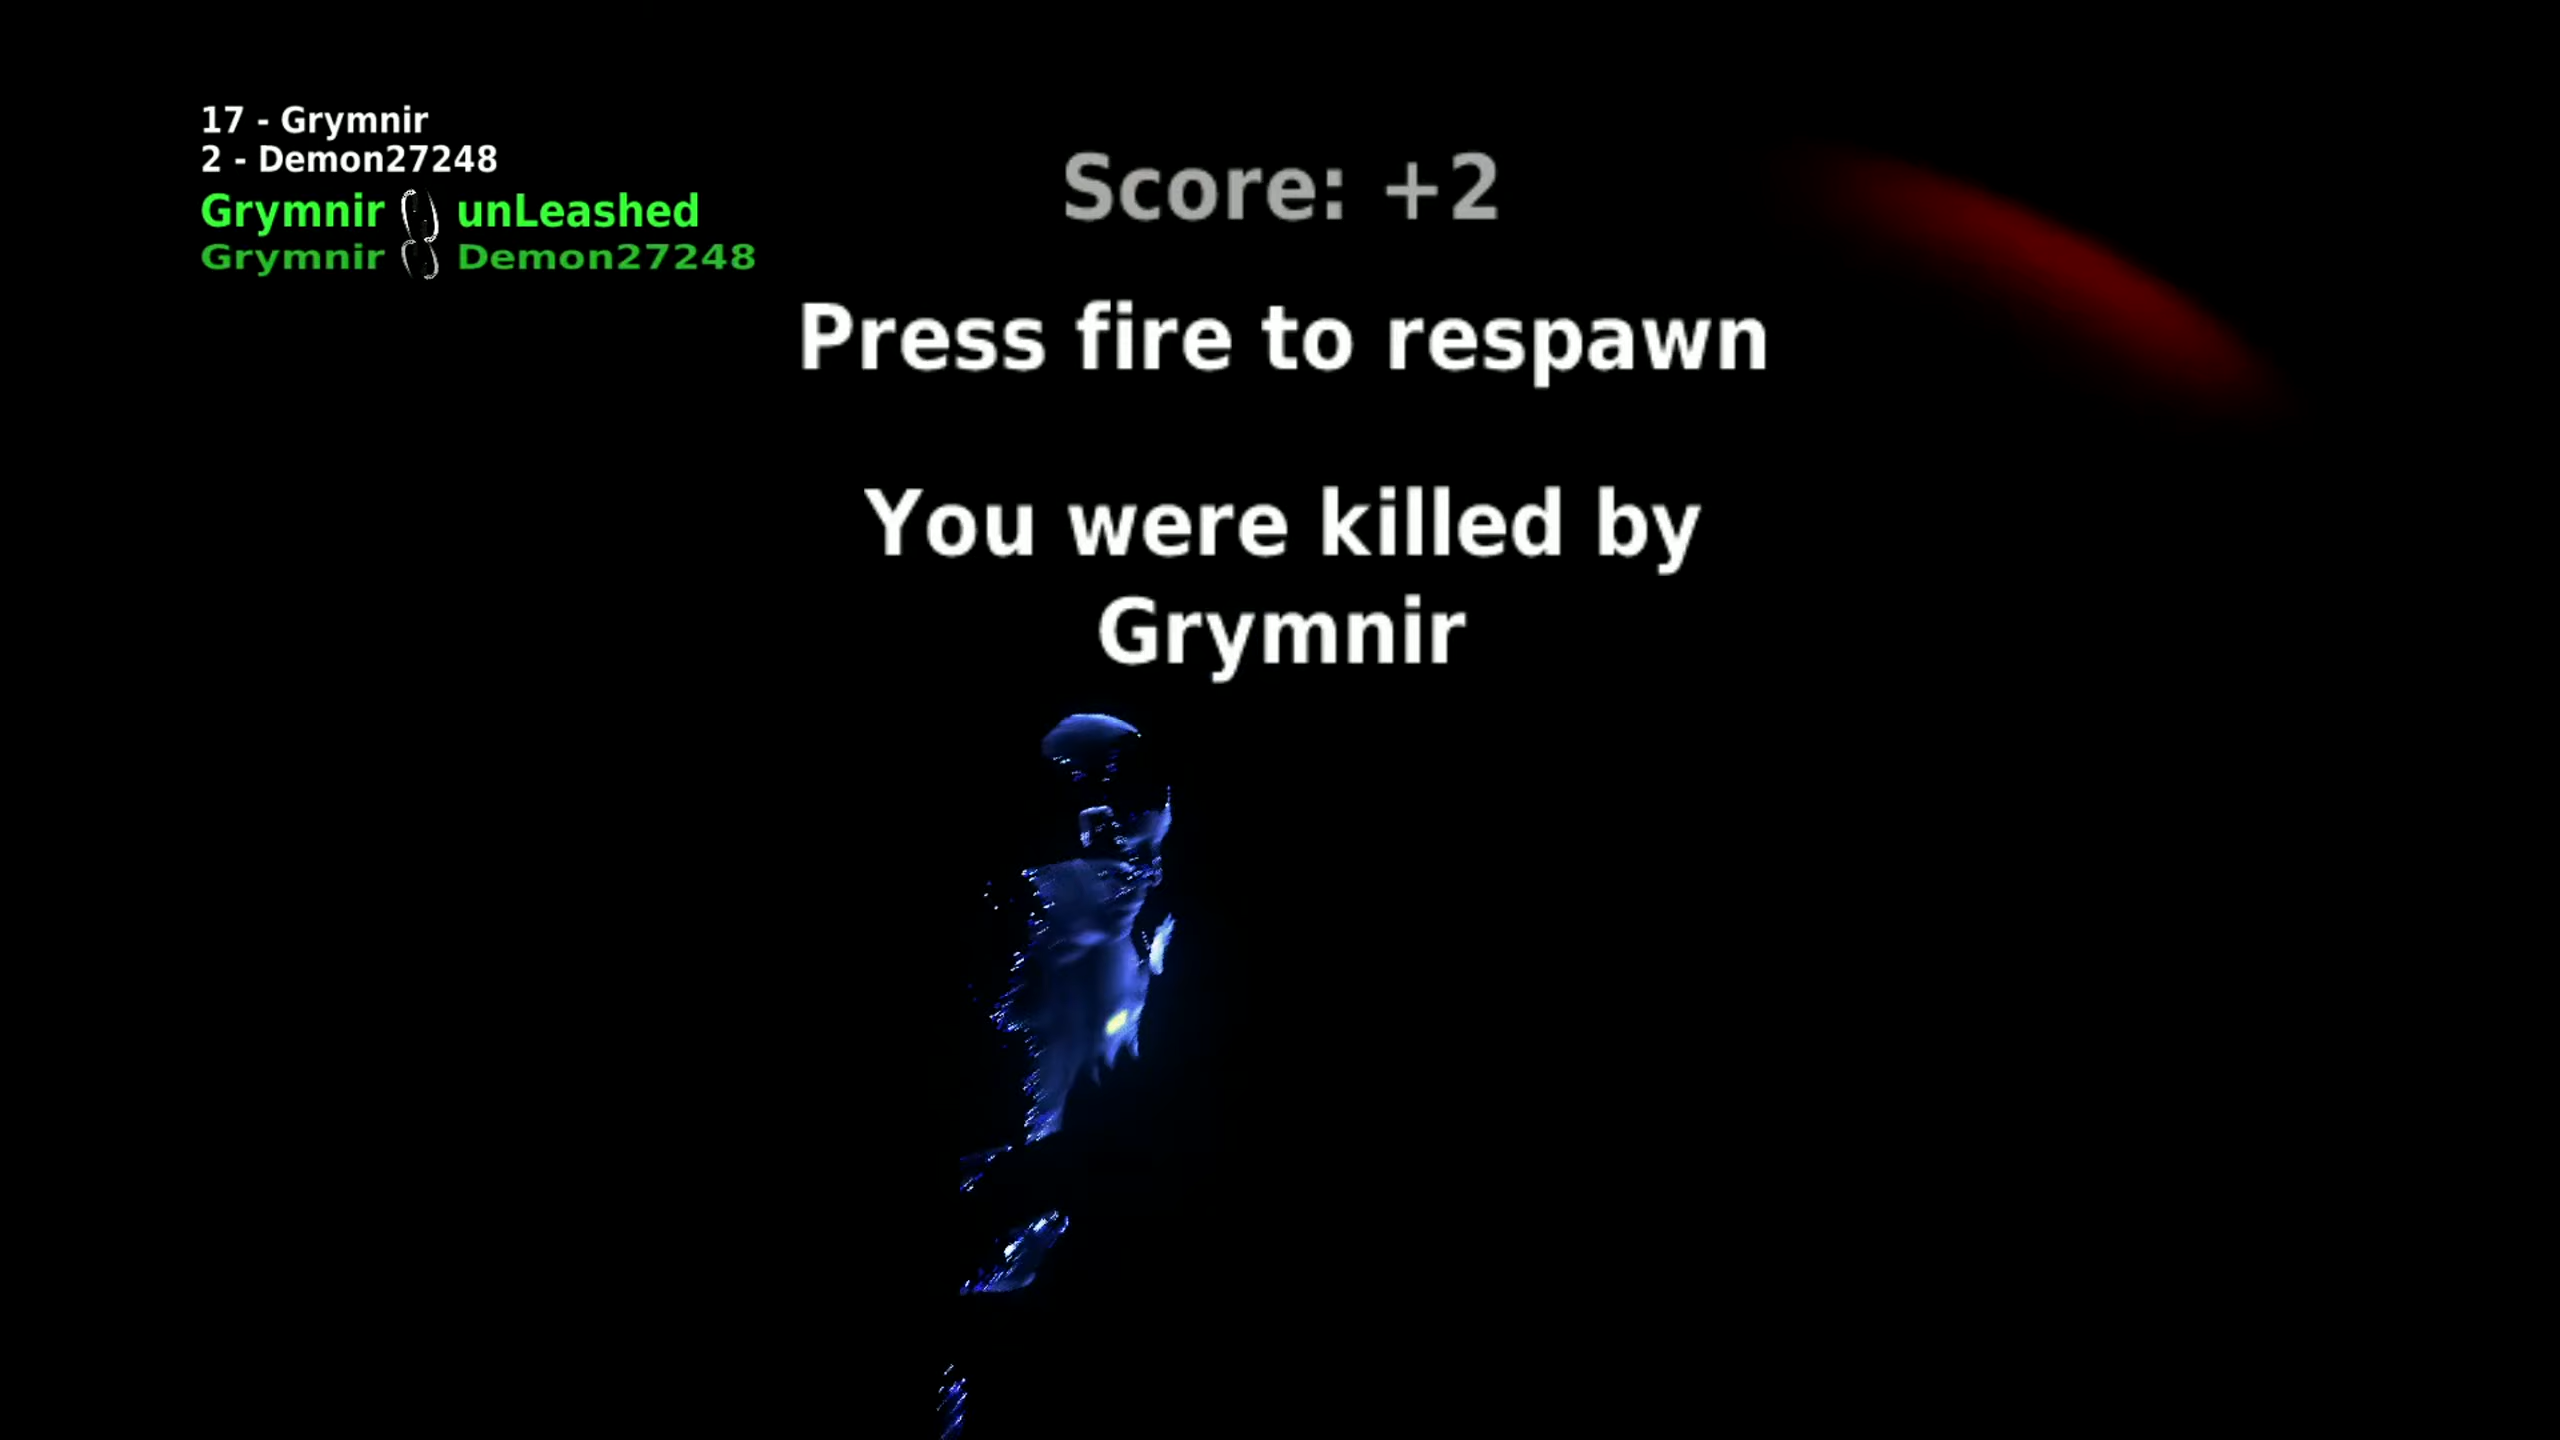 17 - Grymnir
2 - Demon27248
Grymnir unLeashed
Grymnir Demon27248
Score: +2
Press fire to respawn
You were killed by
Grymnir